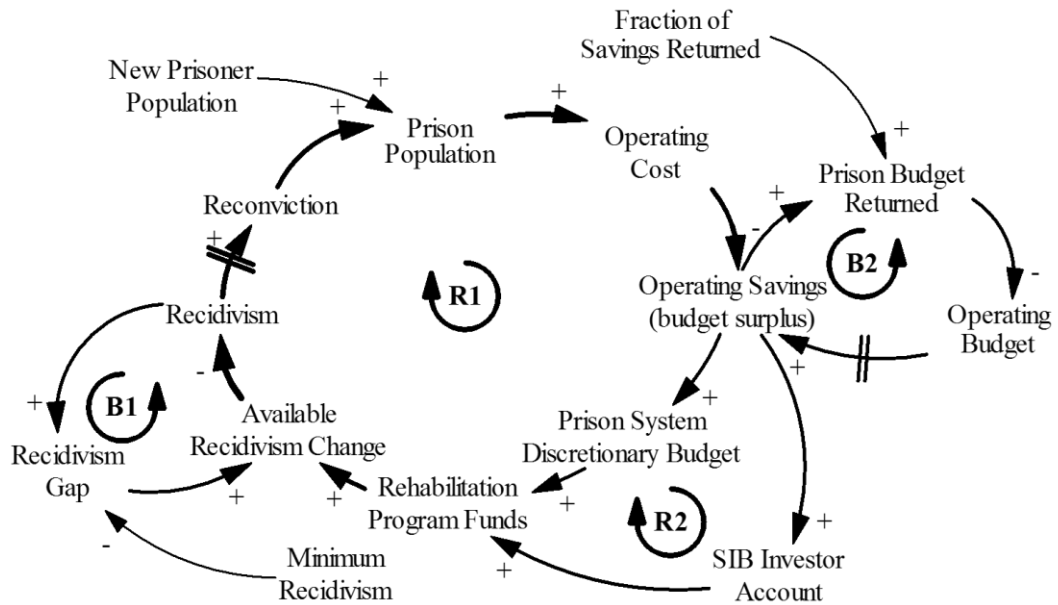 Fraction of
Savings Returned
New Prisoner
Population
+
+
Prison
Population
+
Operating
Cost
+
Prison Budget
Returned
Reconviction
+
-
+
B2
-
R1
Operating Savings
(budget surplus)
Operating
Budget
Recidivism
+
-
+
B1
+
Available
Recidivism Change
Prison System
Discretionary Budget
Recidivism
Gap
+
+
Rehabilitation
Program Funds
+
R2
+
-
Minimum
Recidivism
+
SIB Investor
Account